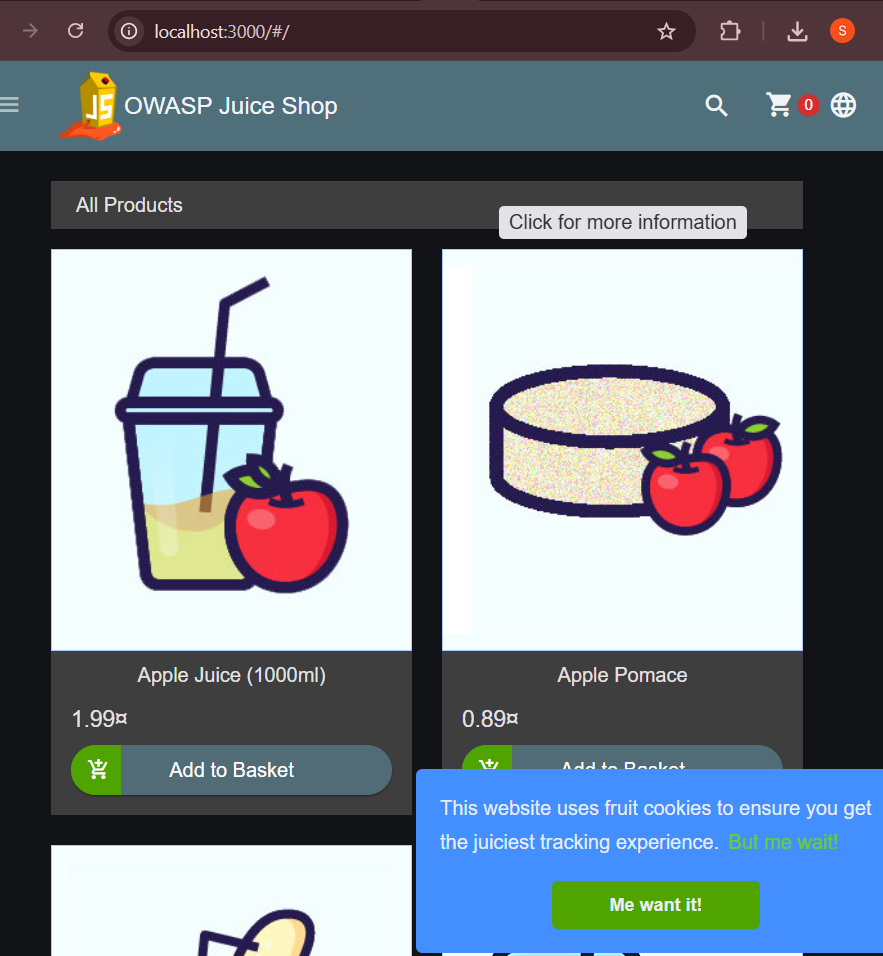 localhost:3000/#/
S
JS
OWASP Juice Shop
0
All Products
Click for more information
Apple Juice (1000ml)
Apple Pomace
1.99¤
0.89¤
Add to Basket
Add to Basket
This website uses fruit cookies to ensure you get
the juiciest tracking experience. But me wait!
Me want it!